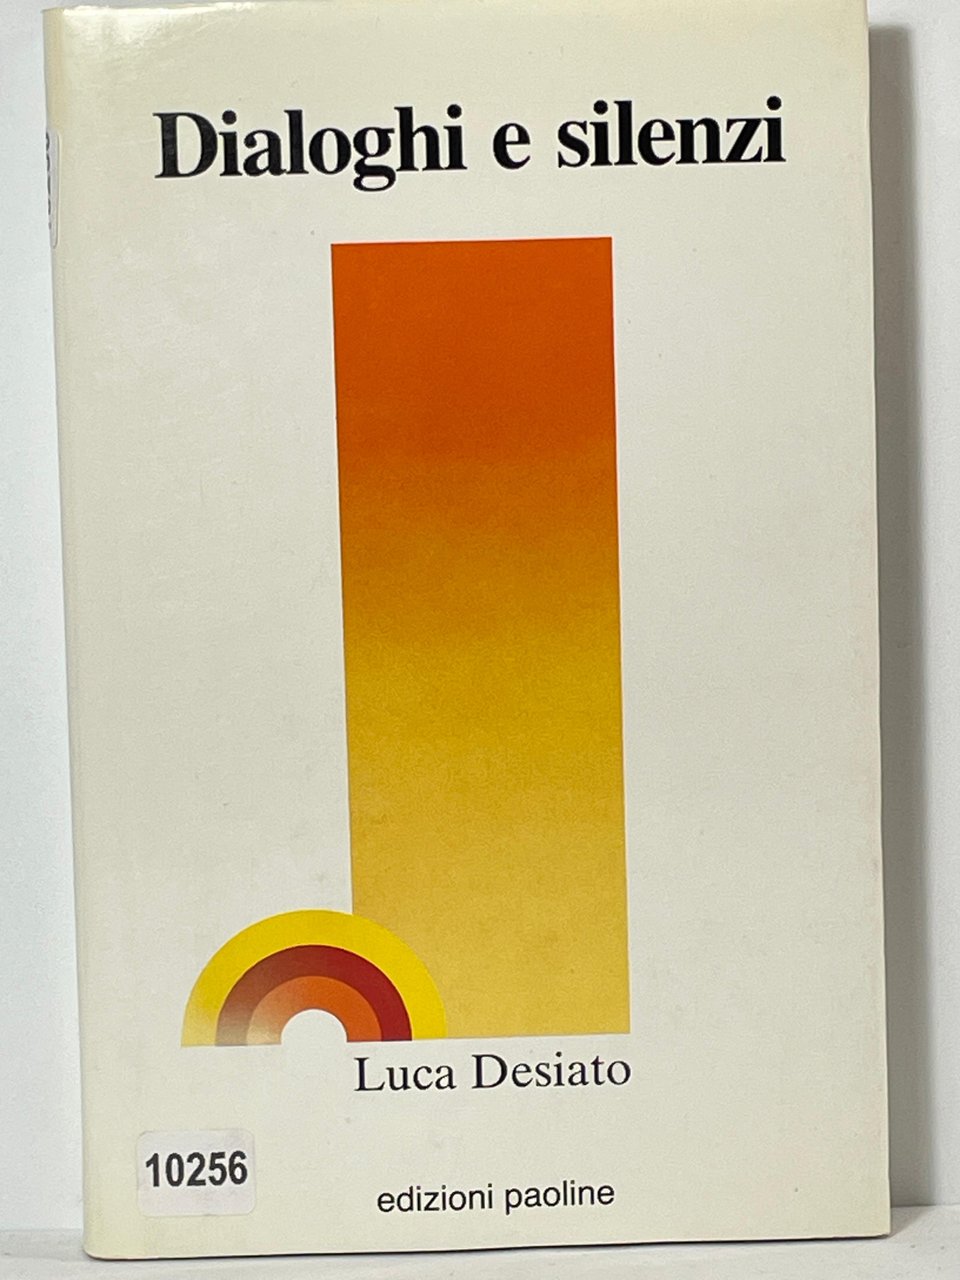 Dialoghi e silenzi
Luca Desiato
10256
edizioni paoline